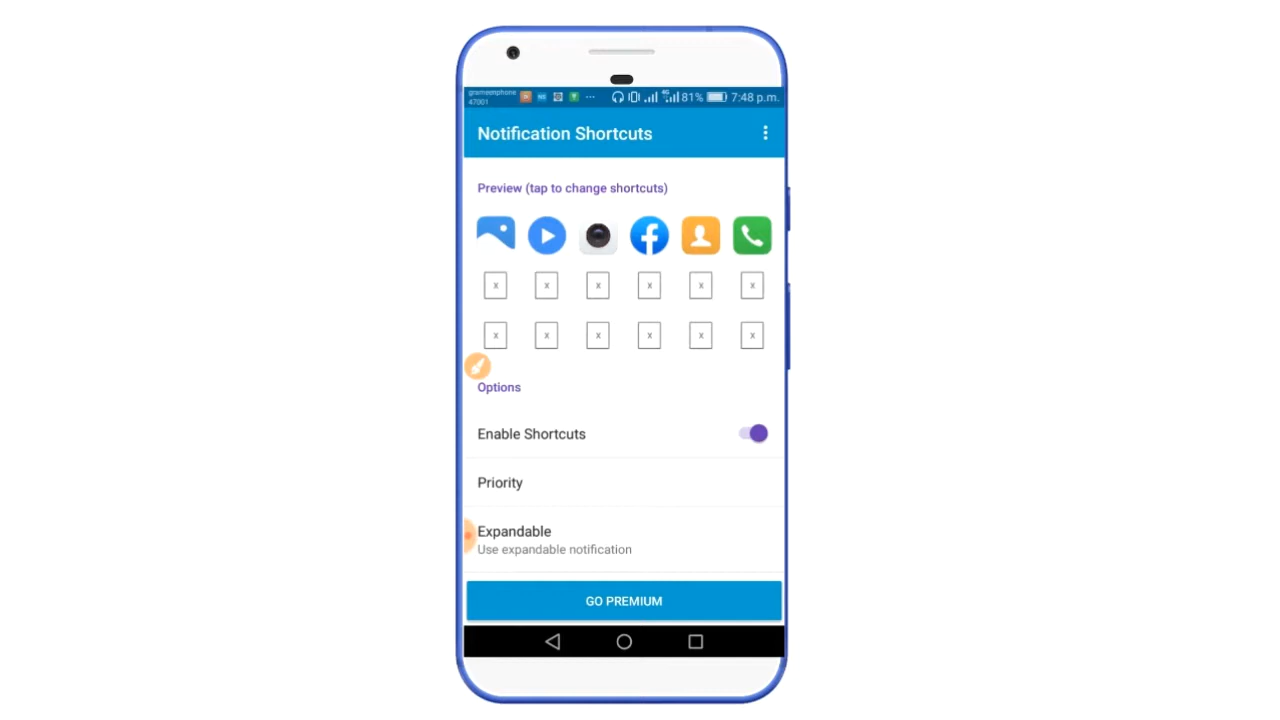 grameenphone
47001
81% 7:48 p.m.
Notification Shortcuts
Preview (tap to change shortcuts)
x x x x x x
x x x x x x
Options
Enable Shortcuts
Priority
Expandable
Use expandable notification
GO PREMIUM